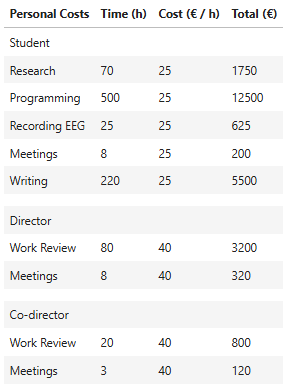 Personal Costs Time (h) Cost (€ / h) Total (€)
Student
Research 70 25 1750
Programming 500 25 12500
Recording EEG 25 25 625
Meetings 8 25 200
Writing 220 25 5500
Director
Work Review 80 40 3200
Meetings 8 40 320
Co-director
Work Review 20 40 800
Meetings 3 40 120